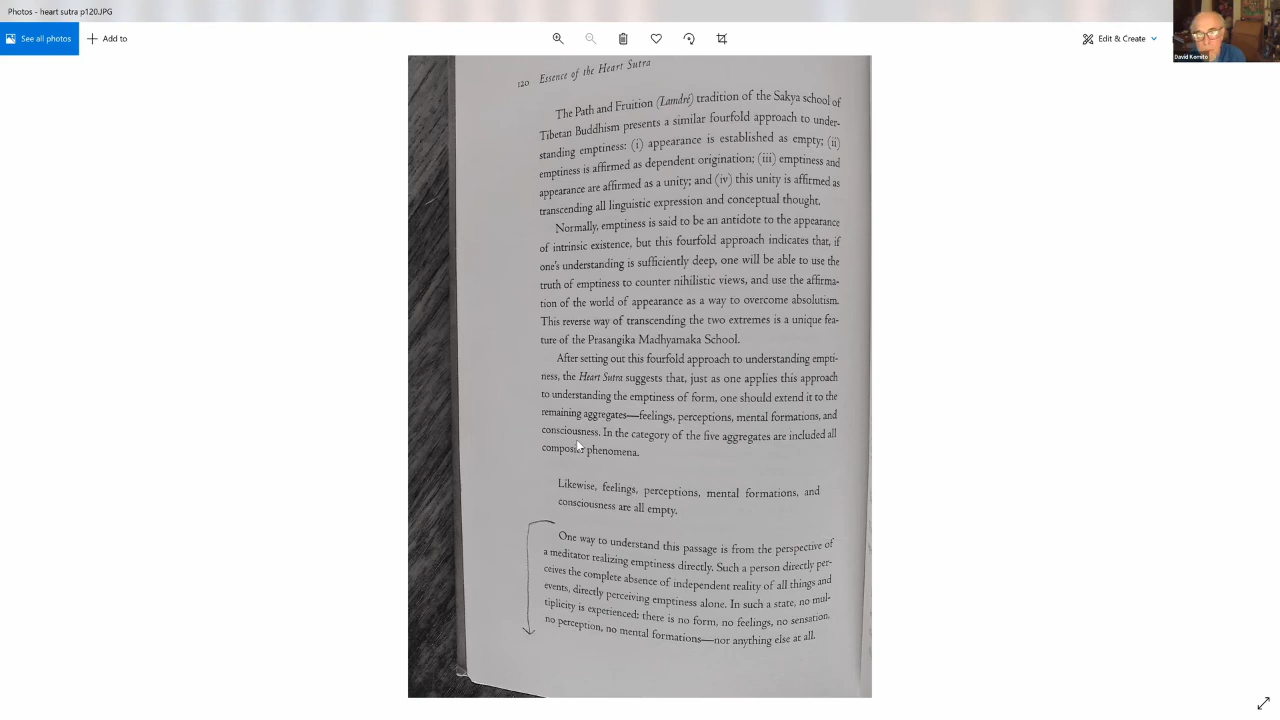 Photos - heart sutra p120.JPG
See all photos
Add to
Edit & Create
David Komito
120 Essence of the Heart Sutra
The Path and Fruition (Lamdré) tradition of the Sakya school of
Tibetan Buddhism presents a similar fourfold approach to under-
standing emptiness: (i) appearance is established as empty; (ii)
emptiness is affirmed as dependent origination; (iii) emptiness and
appearance are affirmed as a unity; and (iv) this unity is affirmed as
transcending all linguistic expression and conceptual thought.
Normally, emptiness is said to be an antidote to the appearance
of intrinsic existence, but this fourfold approach indicates that, if
one's understanding is sufficiently deep, one will be able to use the
truth of emptiness to counter nihilistic views, and use the affirma-
tion of the world of appearance as a way to overcome absolutism.
This reverse way of transcending the two extremes is a unique fea-
ture of the Prasangika Madhyamaka School.
After setting out this fourfold approach to understanding empti-
ness, the Heart Sutra suggests that, just as one applies this approach
to understanding the emptiness of form, one should extend it to the
remaining aggregates—feelings, perceptions, mental formations, and
consciousness. In the category of the five aggregates are included all
composite phenomena.
Likewise, feelings, perceptions, mental formations, and
consciousness are all empty.
One way to understand this passage is from the perspective of
a meditator realizing emptiness directly. Such a person directly per-
ceives the complete absence of independent reality of all things and
events, directly perceiving emptiness alone. In such a state, no mul-
tiplicity is experienced: there is no form, no feelings, no sensation,
no perception, no mental formations—nor anything else at all.